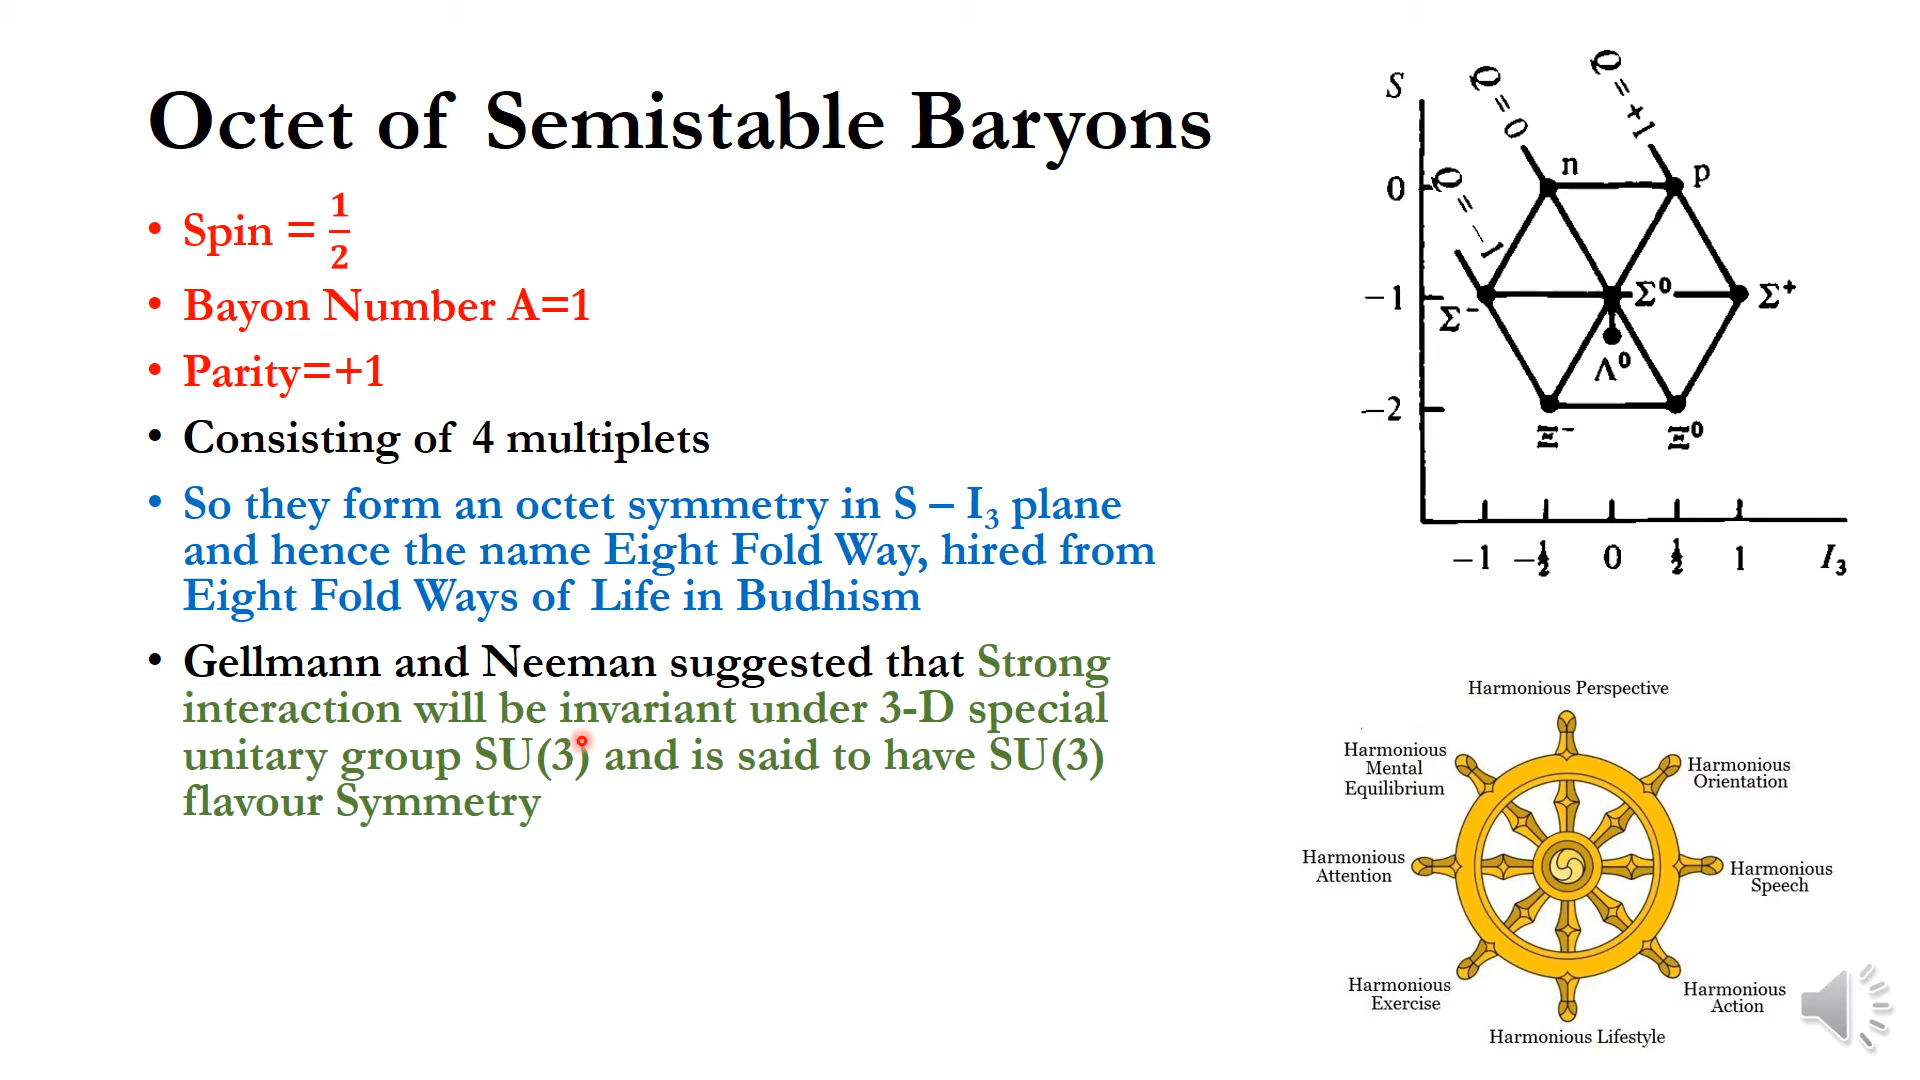 Octet of Semistable Baryons
• Spin = 1/2
• Bayon Number A=1
• Parity=+1
• Consisting of 4 multiplets
• So they form an octet symmetry in S – I₃ plane
and hence the name Eight Fold Way, hired from
Eight Fold Ways of Life in Budhism
• Gellmann and Neeman suggested that Strong
interaction will be invariant under 3-D special
unitary group SU(3) and is said to have SU(3)
flavour Symmetry
S
Q = 0
Q = +1
Q = −1
n
p
0
−1
Σ⁻
Σ⁰
Σ⁺
Λ⁰
−2
Ξ⁻
Ξ⁰
−1 −1/2 0 1/2 1 I₃
Harmonious Perspective
Harmonious
Orientation
Harmonious
Speech
Harmonious
Action
Harmonious Lifestyle
Harmonious
Exercise
Harmonious
Attention
Harmonious
Mental
Equilibrium